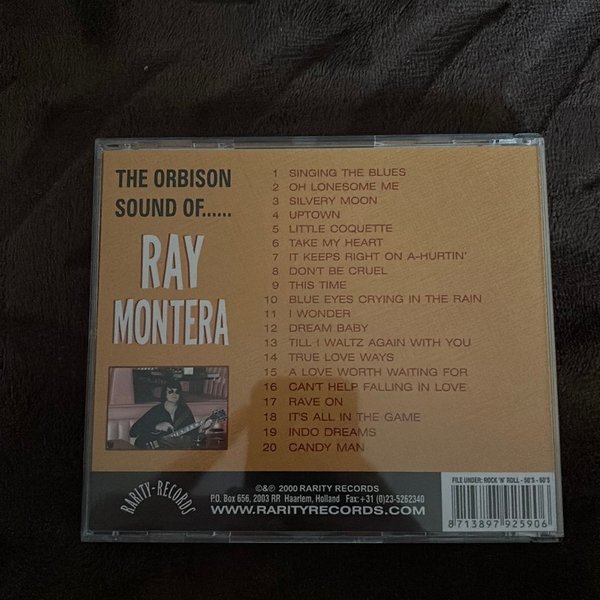 THE ORBISON
SOUND OF......
RAY
MONTERA
1 SINGING THE BLUES
2 OH LONESOME ME
3 SILVERY MOON
4 UPTOWN
5 LITTLE COQUETTE
6 TAKE MY HEART
7 IT KEEPS RIGHT ON A-HURTIN'
8 DON'T BE CRUEL
9 THIS TIME
10 BLUE EYES CRYING IN THE RAIN
11 I WONDER
12 DREAM BABY
13 TILL I WALTZ AGAIN WITH YOU
14 TRUE LOVE WAYS
15 A LOVE WORTH WAITING FOR
16 CAN'T HELP FALLING IN LOVE
17 RAVE ON
18 IT'S ALL IN THE GAME
19 INDO DREAMS
20 CANDY MAN
RARITY-RECORDS
©&℗ 2000 RARITY RECORDS
P.O. Box 656, 2003 RR Haarlem, Holland Fax:+31 (0)23-5262340
WWW.RARITYRECORDS.COM
FILE UNDER: ROCK 'N' ROLL - 50'S - 60'S
8713897925906